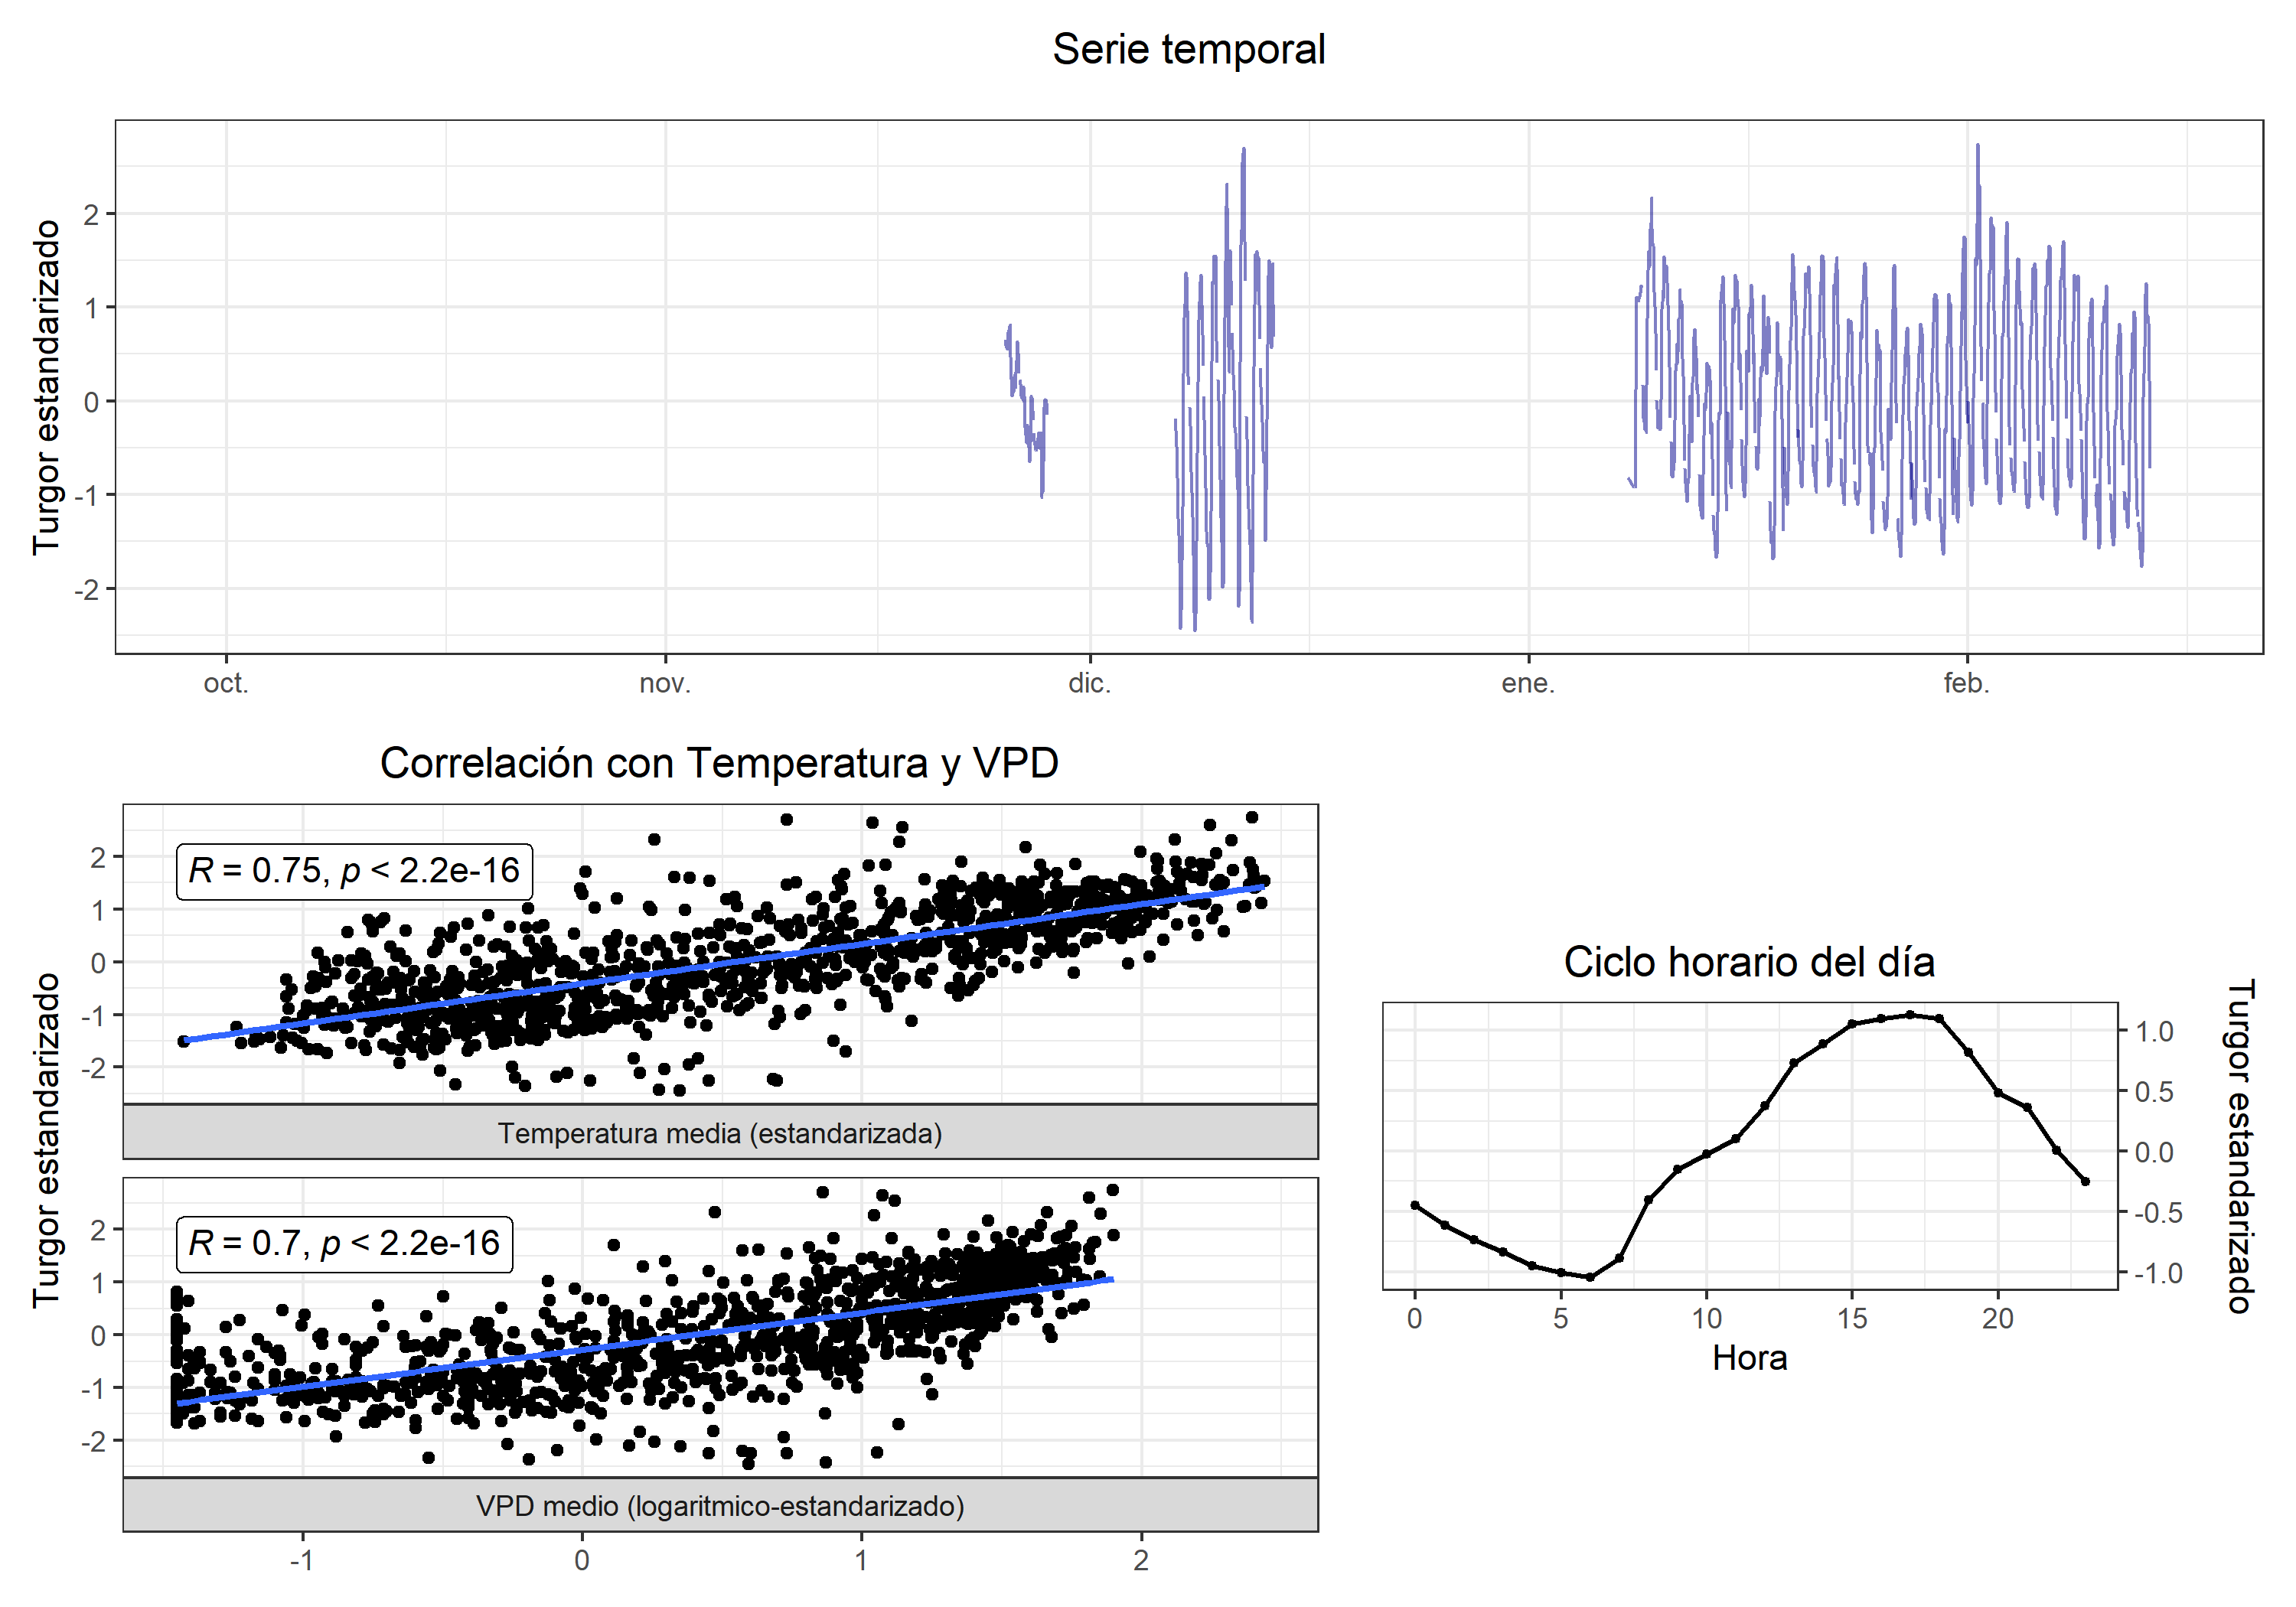 Serie temporal
Turgor estandarizado
2
1
0
-1
-2
oct.
nov.
dic.
ene.
feb.
Correlación con Temperatura y VPD
Turgor estandarizado
R = 0.75, p < 2.2e-16
2
1
0
-1
-2
Temperatura media (estandarizada)
R = 0.7, p < 2.2e-16
2
1
0
-1
-2
VPD medio (logaritmico-estandarizado)
-1
0
1
2
Ciclo horario del día
1.0
0.5
0.0
-0.5
-1.0
Turgor estandarizado
0
5
10
15
20
Hora